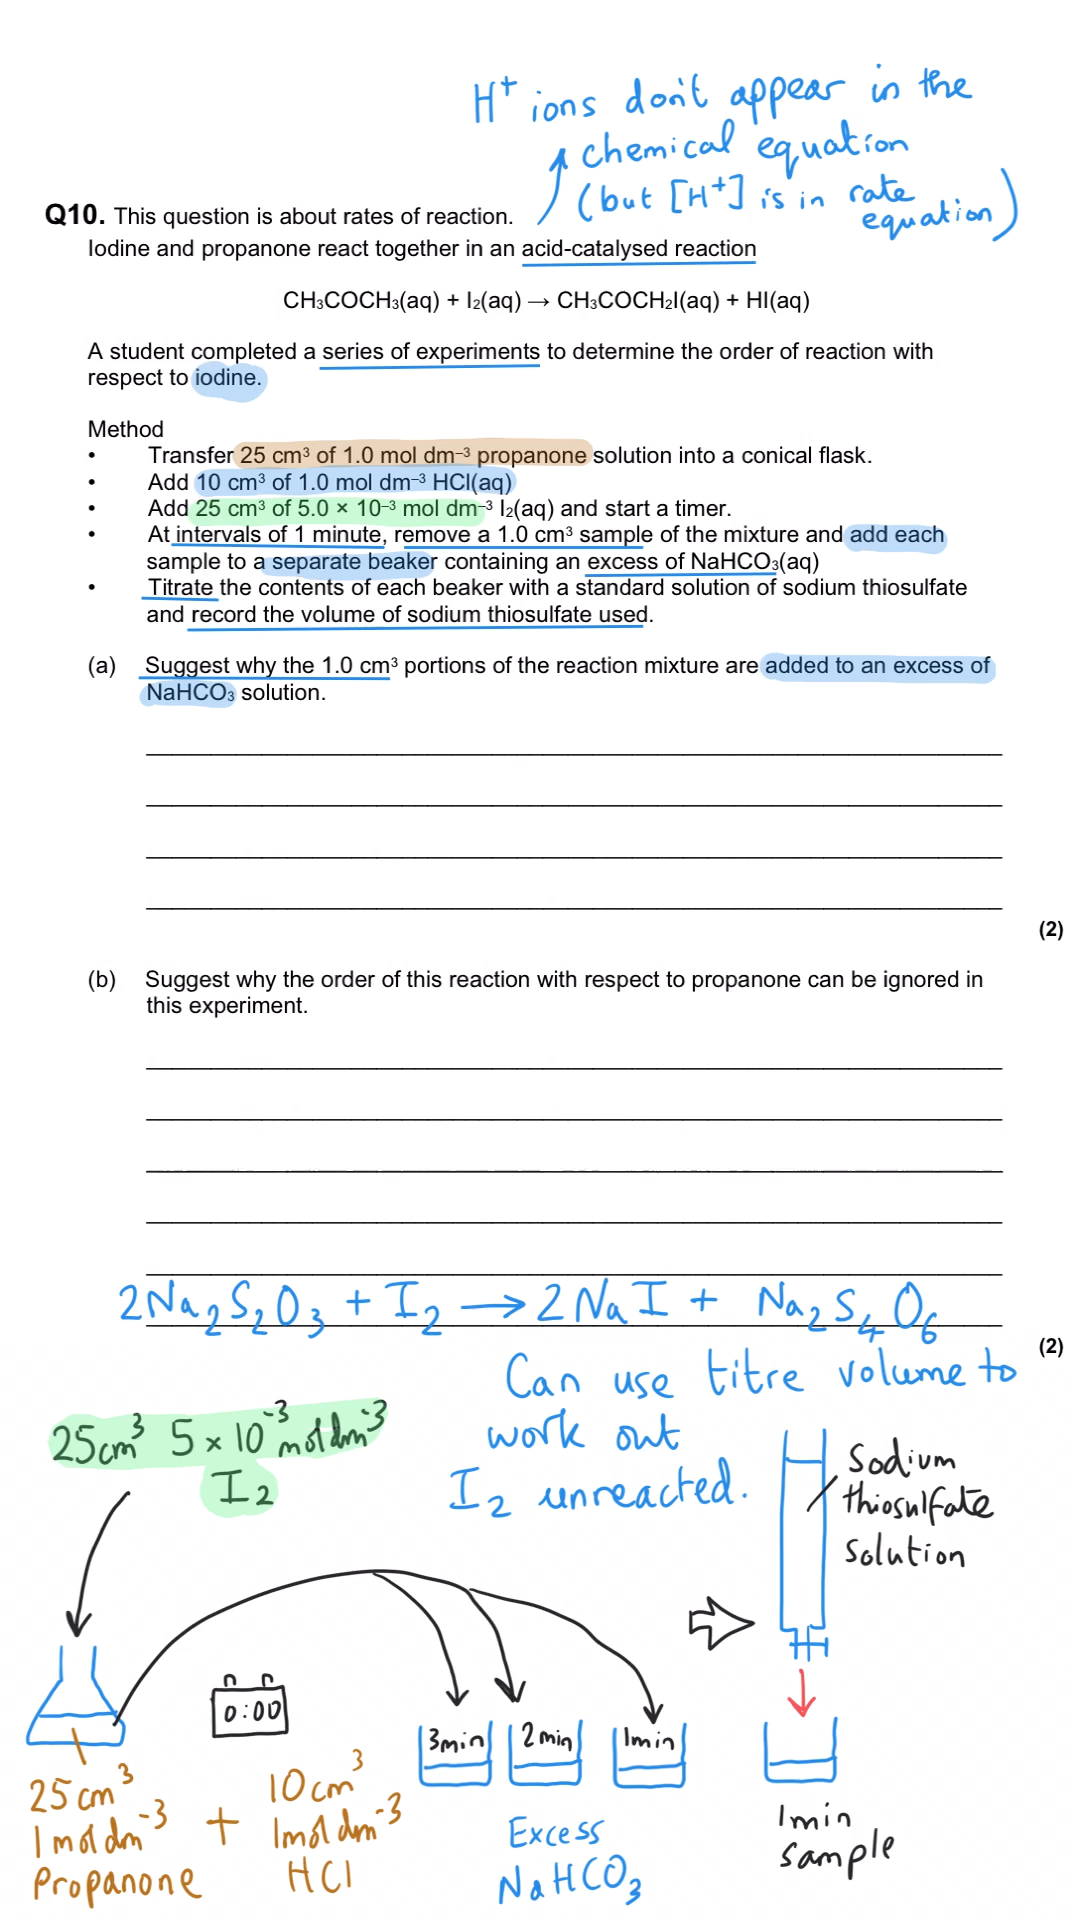 H⁺ ions don't appear in the
chemical equation
(but [H⁺] is in rate
equation)
Q10. This question is about rates of reaction.
Iodine and propanone react together in an acid-catalysed reaction
CH₃COCH₃(aq) + I₂(aq) → CH₃COCH₂I(aq) + HI(aq)
A student completed a series of experiments to determine the order of reaction with
respect to iodine.
Method
• Transfer 25 cm³ of 1.0 mol dm⁻³ propanone solution into a conical flask.
• Add 10 cm³ of 1.0 mol dm⁻³ HCl(aq)
• Add 25 cm³ of 5.0 × 10⁻³ mol dm⁻³ I₂(aq) and start a timer.
• At intervals of 1 minute, remove a 1.0 cm³ sample of the mixture and add each
sample to a separate beaker containing an excess of NaHCO₃(aq)
• Titrate the contents of each beaker with a standard solution of sodium thiosulfate
and record the volume of sodium thiosulfate used.
(a) Suggest why the 1.0 cm³ portions of the reaction mixture are added to an excess of
NaHCO₃ solution.
(2)
(b) Suggest why the order of this reaction with respect to propanone can be ignored in
this experiment.
2Na₂S₂O₃ + I₂ → 2NaI + Na₂S₄O₆
(2)
Can use titre volume to
work out
I₂ unreacted.
25cm³ 5 × 10⁻³ moldm⁻³
I₂
Sodium
thiosulfate
Solution
0:00
3min
2min
1min
25cm³
1moldm⁻³
Propanone
+
10cm³
1moldm⁻³
HCl
Excess
NaHCO₃
1min
sample